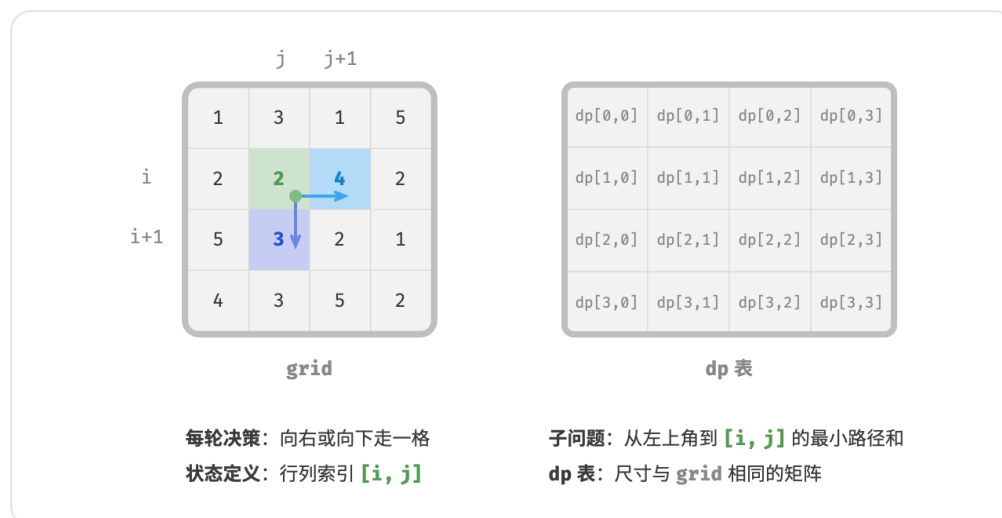 j j+1
1 3 1 5
i 2 2 4 2
i+1 5 3 2 1
4 3 5 2
grid
dp[0,0] dp[0,1] dp[0,2] dp[0,3]
dp[1,0] dp[1,1] dp[1,2] dp[1,3]
dp[2,0] dp[2,1] dp[2,2] dp[2,3]
dp[3,0] dp[3,1] dp[3,2] dp[3,3]
dp 表
每轮决策：向右或向下走一格
状态定义：行列索引 [i, j]
子问题：从左上角到 [i, j] 的最小路径和
dp 表：尺寸与 grid 相同的矩阵